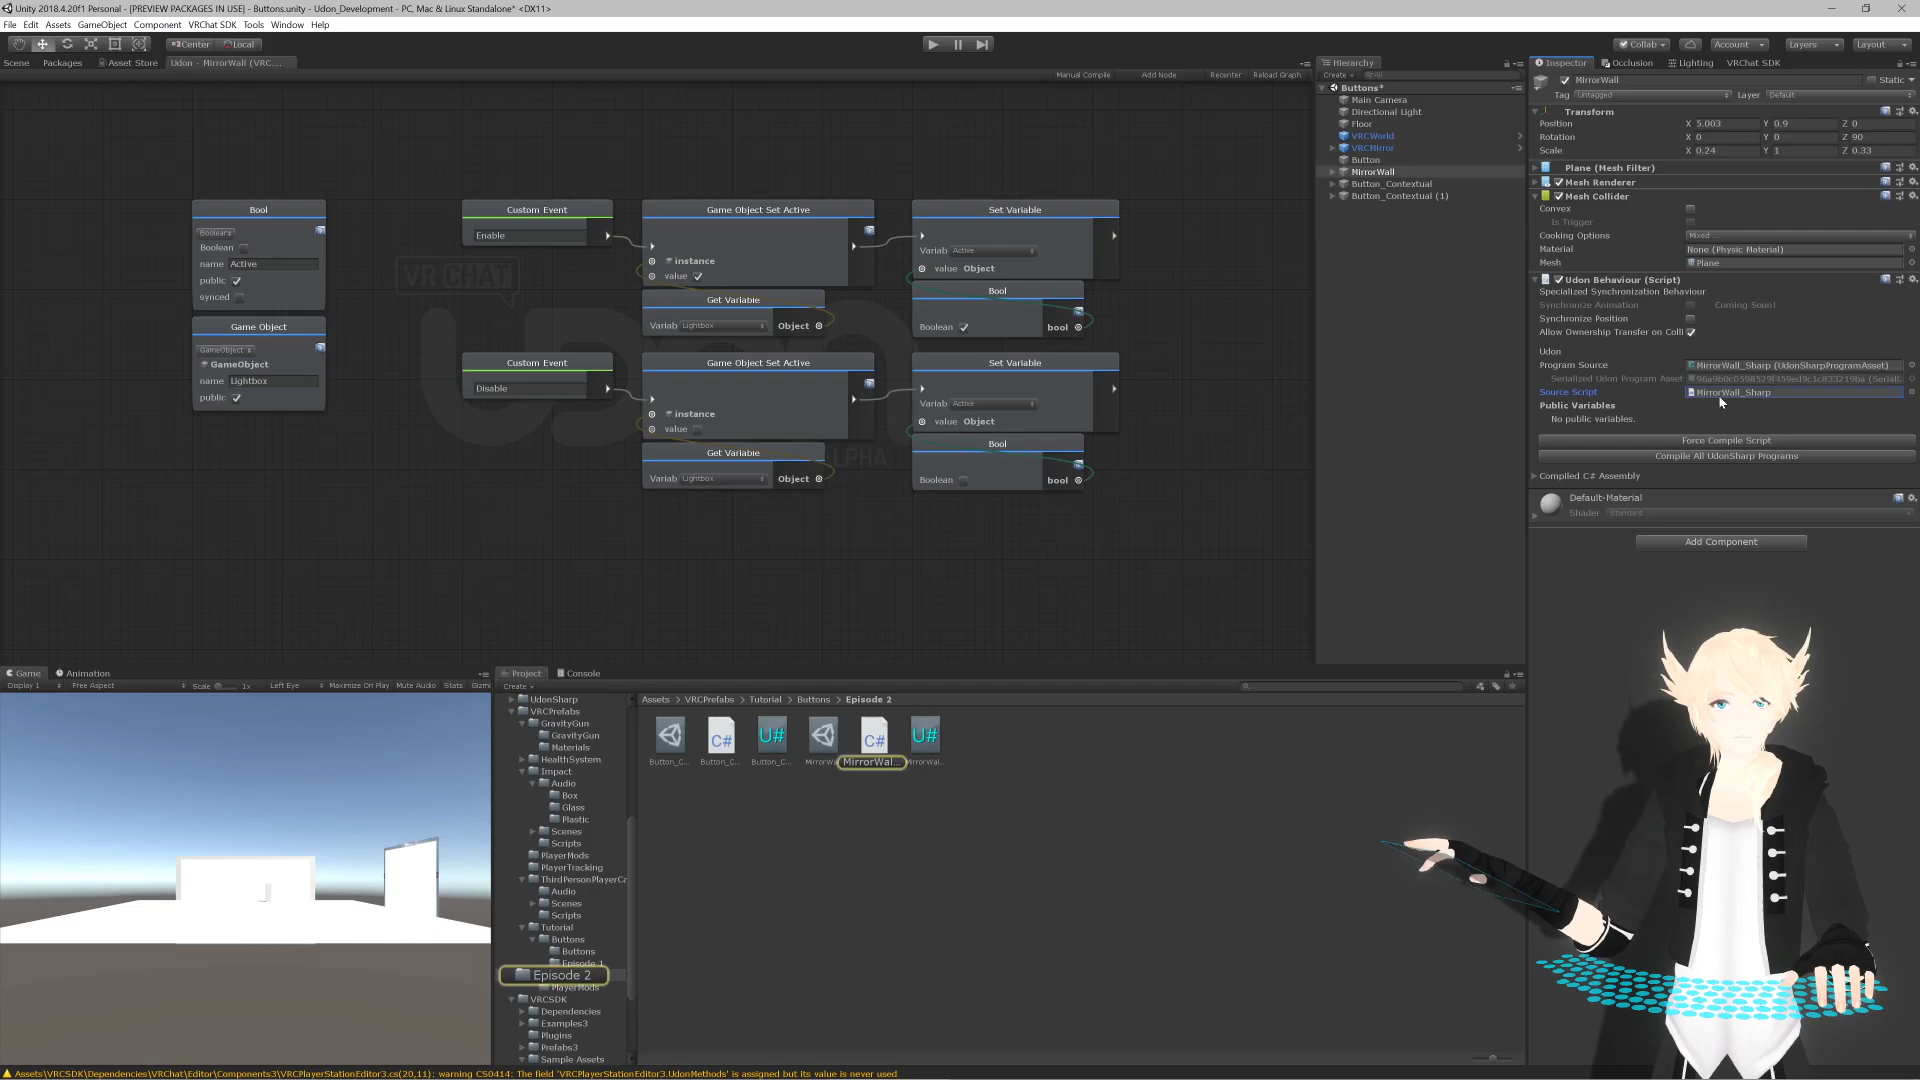 Unity 2018.4.20f1 Personal - [PREVIEW PACKAGES IN USE] - Buttons.unity - Udon_Development - PC, Mac & Linux Standalone* <DX11>
File Edit Assets GameObject Component VRChat SDK Tools Window Help
Center Local
Collab Account Layers Layout
Scene Packages Asset Store Udon - MirrorWall (VRC....
Manual Compile Add Node Recenter Reload Graph
Bool
Boolean
Boolean
name Active
public
synced
Game Object
GameObject
GameObject
name Lightbox
public
Custom Event
Enable
Game Object Set Active
instance
value
Get Variable
Variab Lightbox Object
Set Variable
Variab Active
value Object
Bool
Boolean bool
Custom Event
Disable
Game Object Set Active
instance
value
Get Variable
Variab Lightbox Object
Set Variable
Variab Active
value Object
Bool
Boolean bool
VRCHAT
UDON
ALPHA
Hierarchy
Create All
Buttons*
Main Camera
Directional Light
Floor
VRCWorld
VRCMirror
Button
MirrorWall
Button_Contextual
Button_Contextual (1)
Inspector Occlusion Lighting VRChat SDK
MirrorWall Static
Tag Untagged Layer Default
Transform
Position X 5.003 Y 0.9 Z 0
Rotation X 0 Y 0 Z 90
Scale X 0.24 Y 1 Z 0.33
Plane (Mesh Filter)
Mesh Renderer
Mesh Collider
Convex
Is Trigger
Cooking Options Mixed ...
Material None (Physic Material)
Mesh Plane
Udon Behaviour (Script)
Specialized Synchronization Behaviour
Synchronize Animation Coming Soon!
Synchronize Position
Allow Ownership Transfer on Colli
Udon
Program Source MirrorWall_Sharp (UdonSharpProgramAsset)
Serialized Udon Program Asset
Source Script MirrorWall_Sharp
Public Variables
No public variables.
Force Compile Script
Compile All UdonSharp Programs
Compiled C# Assembly
Default-Material
Shader Standard
Add Component
Game Animation
Display 1 Free Aspect Scale 1x Left Eye Maximize On Play Mute Audio Stats Gizm
Project Console
Create
UdonSharp
VRCPrefabs
GravityGun
GravityGun
Materials
HealthSystem
Impact
Audio
Box
Glass
Plastic
Scenes
Scripts
PlayerMods
PlayerTracking
ThirdPersonPlayerCr
Audio
Scenes
Scripts
Tutorial
Buttons
Buttons
Episode 1
Episode 2
PlayerMods
VRCSDK
Dependencies
Examples3
Plugins
Prefabs3
Sample Assets
Assets > VRCPrefabs > Tutorial > Buttons > Episode 2
C# U# C# U#
Button_C... Button_C... Button_C... MirrorWa MirrorWal... MirrorWal..
Assets\VRCSDK\Dependencies\VRChat\Editor\Components3\VRCPlayerStationEditor3.cs(20,11): warning CS0414: The field 'VRCPlayerStationEditor3.UdonMethods' is assigned but its value is never used